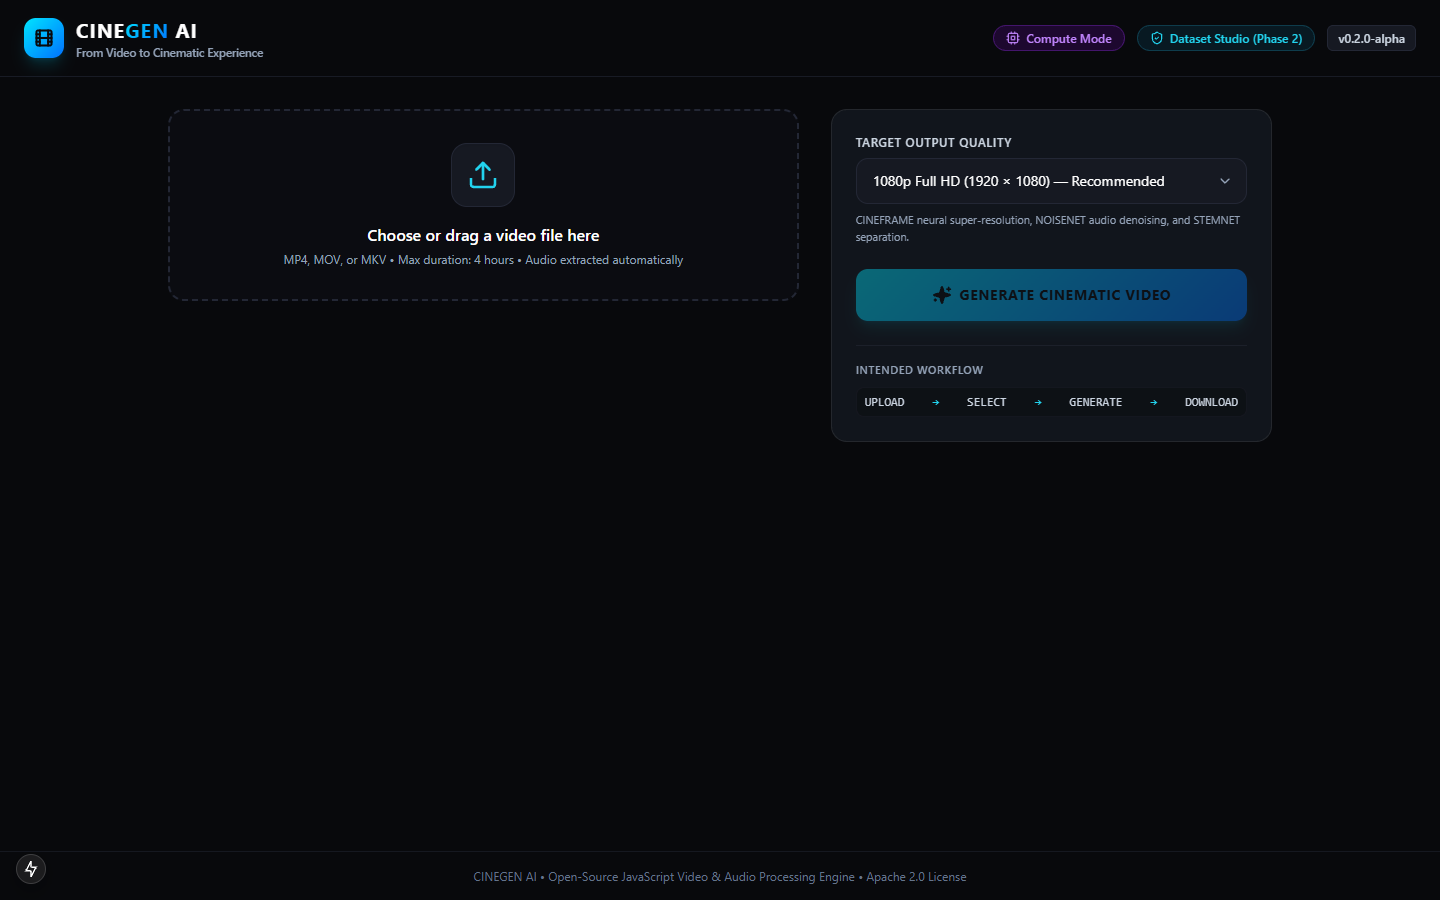 CINEGEN AI
From Video to Cinematic Experience
Compute Mode
Dataset Studio (Phase 2)
v0.2.0-alpha
Choose or drag a video file here
MP4, MOV, or MKV • Max duration: 4 hours • Audio extracted automatically
TARGET OUTPUT QUALITY
1080p Full HD (1920 × 1080) — Recommended
CINEFRAME neural super-resolution, NOISENET audio denoising, and STEMNET
separation.
GENERATE CINEMATIC VIDEO
INTENDED WORKFLOW
UPLOAD → SELECT → GENERATE → DOWNLOAD
CINEGEN AI • Open-Source JavaScript Video & Audio Processing Engine • Apache 2.0 License